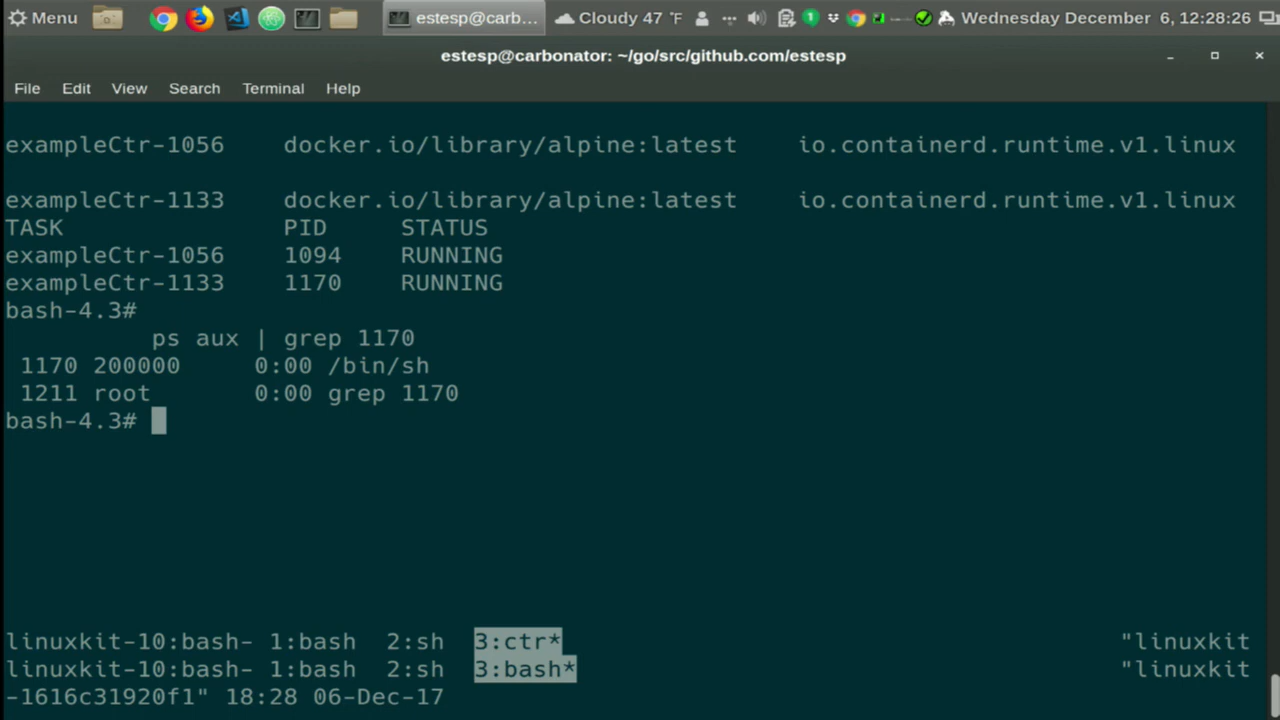 Menu estesp@carb... Cloudy 47 °F 1 Wednesday December 6, 12:28:26
estesp@carbonator: ~/go/src/github.com/estesp
File Edit View Search Terminal Help
exampleCtr-1056 docker.io/library/alpine:latest io.containerd.runtime.v1.linux
exampleCtr-1133 docker.io/library/alpine:latest io.containerd.runtime.v1.linux
TASK PID STATUS
exampleCtr-1056 1094 RUNNING
exampleCtr-1133 1170 RUNNING
bash-4.3#
ps aux | grep 1170
1170 200000 0:00 /bin/sh
1211 root 0:00 grep 1170
bash-4.3#
linuxkit-10:bash- 1:bash 2:sh 3:ctr* "linuxkit
linuxkit-10:bash- 1:bash 2:sh 3:bash* "linuxkit
-1616c31920f1" 18:28 06-Dec-17